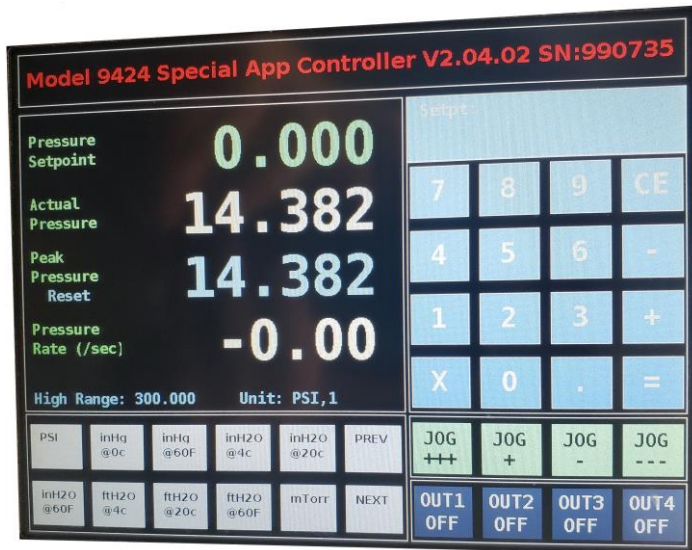 Model 9424 Special App Controller V2.04.02 SN:990735
Pressure
Setpoint
0.000
Actual
Pressure
14.382
Peak
Pressure
Reset
14.382
Pressure
Rate (/sec)
-0.00
High Range: 300.000 Unit: PSI,1
Setpt:
7 8 9 CE
4 5 6 -
1 2 3 +
X 0 . =
PSI inHg inHg inH2O inH2O PREV
@0c @60F @4c @20c
inH2O ftH2O ftH2O ftH2O mTorr NEXT
@60F @4c @20c @60F
JOG JOG JOG JOG
+++ + - ---
OUT1 OUT2 OUT3 OUT4
OFF OFF OFF OFF